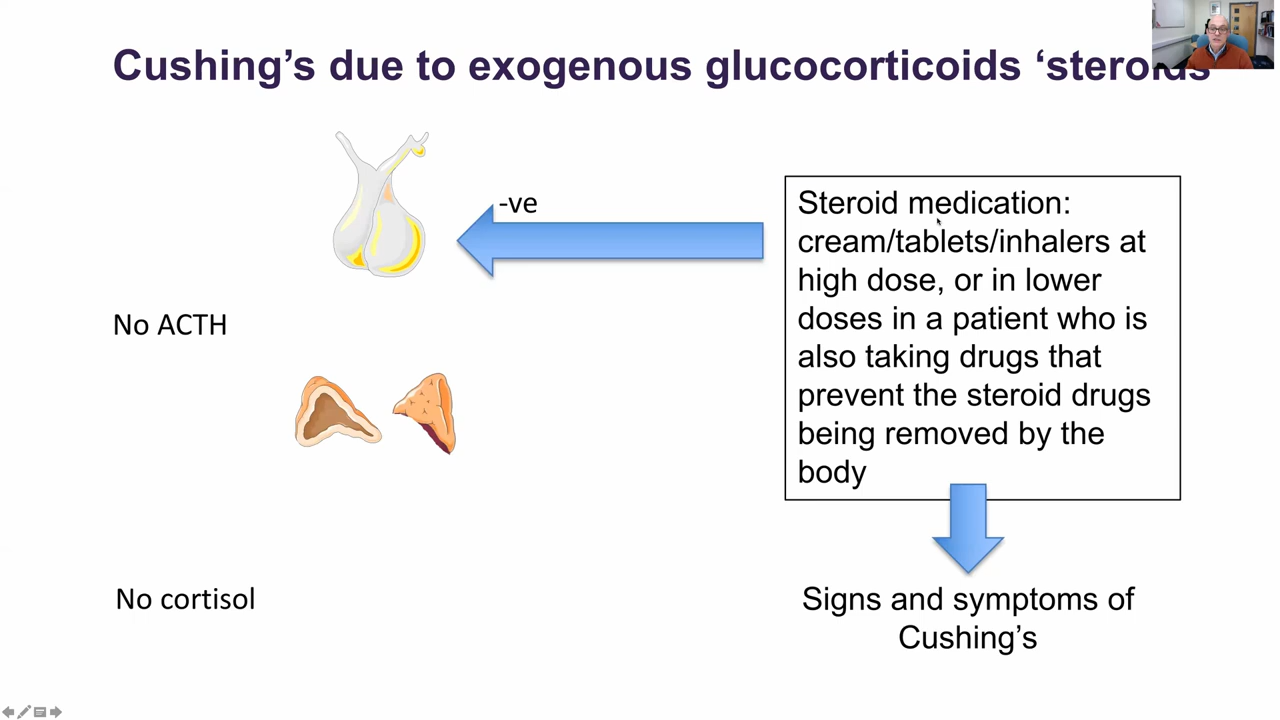 Cushing's due to exogenous glucocorticoids ‘steroids
-ve
Steroid medication:
cream/tablets/inhalers at
high dose, or in lower
doses in a patient who is
also taking drugs that
prevent the steroid drugs
being removed by the
body
No ACTH
No cortisol
Signs and symptoms of
Cushing's